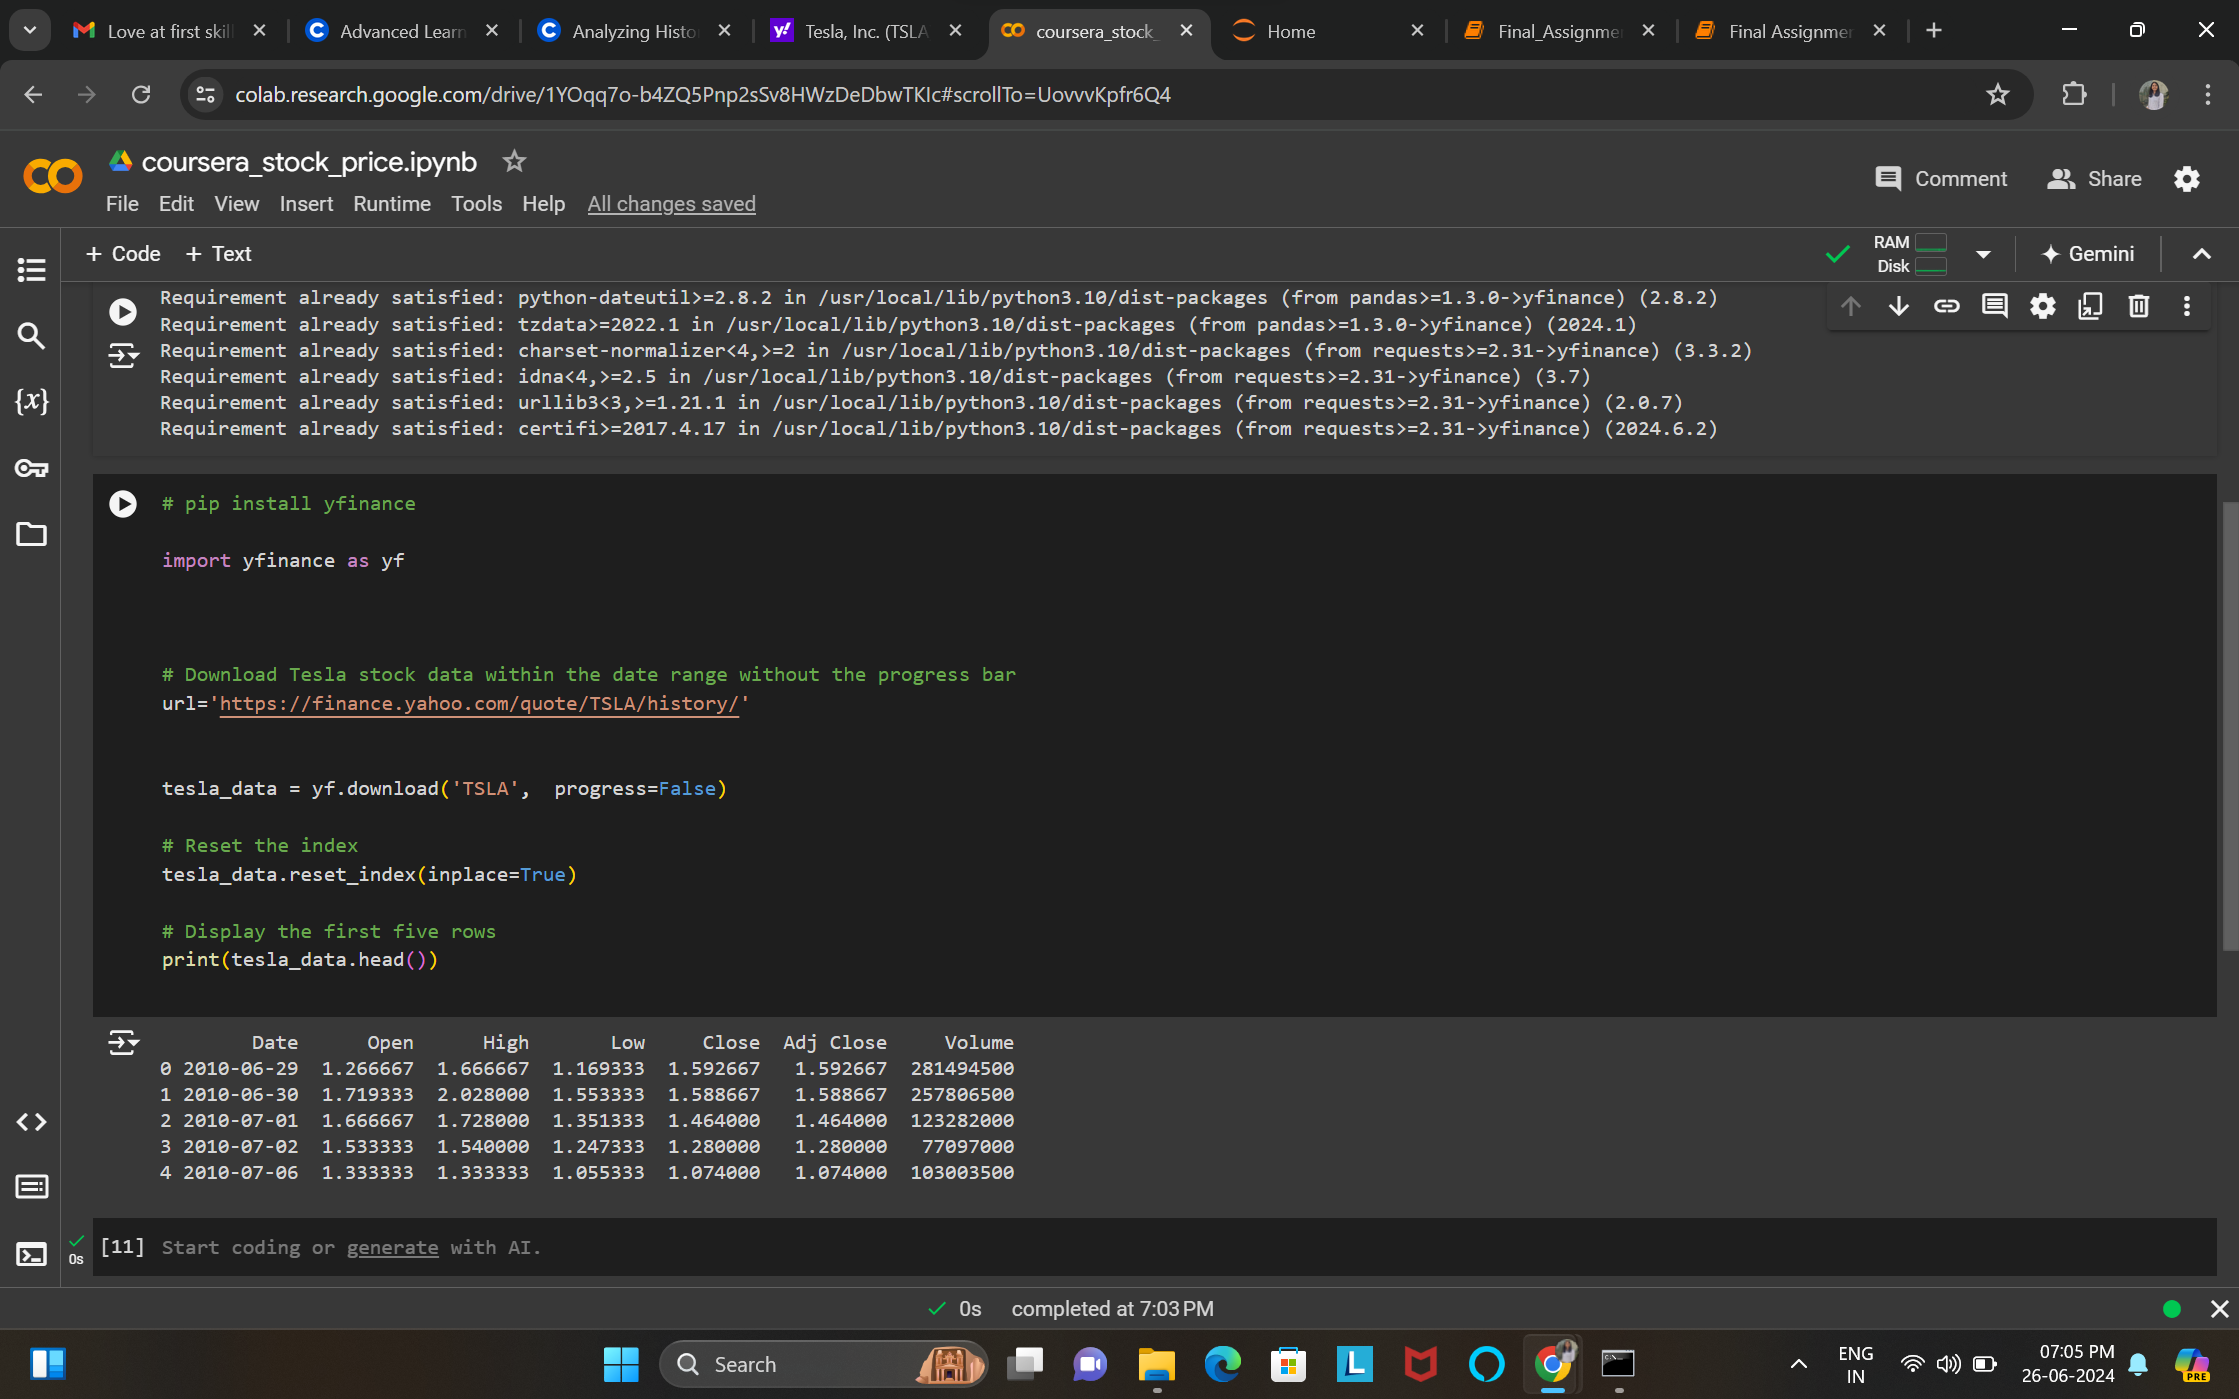 Love at first skil
Advanced Learn
Analyzing Histo
Tesla, Inc. (TSLA
coursera_stock_
Home
Final_Assignme
Final Assignmer
colab.research.google.com/drive/1YOqq7o-b4ZQ5Pnp2sSv8HWzDeDbwTKIc#scrollTo=UovvvKpfr6Q4
coursera_stock_price.ipynb
Comment
Share
File Edit View Insert Runtime Tools Help All changes saved
+ Code + Text
RAM
Disk
Gemini
Requirement already satisfied: python-dateutil>=2.8.2 in /usr/local/lib/python3.10/dist-packages (from pandas>=1.3.0->yfinance) (2.8.2)
Requirement already satisfied: tzdata>=2022.1 in /usr/local/lib/python3.10/dist-packages (from pandas>=1.3.0->yfinance) (2024.1)
Requirement already satisfied: charset-normalizer<4,>=2 in /usr/local/lib/python3.10/dist-packages (from requests>=2.31->yfinance) (3.3.2)
Requirement already satisfied: idna<4,>=2.5 in /usr/local/lib/python3.10/dist-packages (from requests>=2.31->yfinance) (3.7)
Requirement already satisfied: urllib3<3,>=1.21.1 in /usr/local/lib/python3.10/dist-packages (from requests>=2.31->yfinance) (2.0.7)
Requirement already satisfied: certifi>=2017.4.17 in /usr/local/lib/python3.10/dist-packages (from requests>=2.31->yfinance) (2024.6.2)
# pip install yfinance
import yfinance as yf
# Download Tesla stock data within the date range without the progress bar
url='https://finance.yahoo.com/quote/TSLA/history/'
tesla_data = yf.download('TSLA',  progress=False)
# Reset the index
tesla_data.reset_index(inplace=True)
# Display the first five rows
print(tesla_data.head())
Date Open High Low Close Adj Close Volume
0 2010-06-29 1.266667 1.666667 1.169333 1.592667 1.592667 281494500
1 2010-06-30 1.719333 2.028000 1.553333 1.588667 1.588667 257806500
2 2010-07-01 1.666667 1.728000 1.351333 1.464000 1.464000 123282000
3 2010-07-02 1.533333 1.540000 1.247333 1.280000 1.280000 77097000
4 2010-07-06 1.333333 1.333333 1.055333 1.074000 1.074000 103003500
0s
[11] Start coding or generate with AI.
0s completed at 7:03 PM
Search
ENG
IN
07:05 PM
26-06-2024
PRE